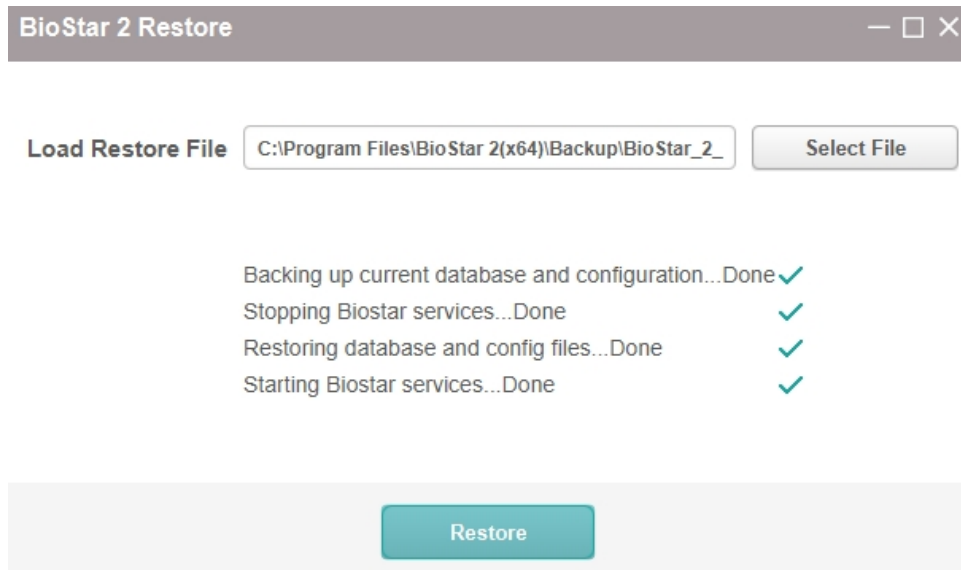 BioStar 2 Restore
Load Restore File C:\Program Files\BioStar 2(x64)\Backup\BioStar_2_ Select File
Backing up current database and configuration...Done
Stopping Biostar services...Done
Restoring database and config files...Done
Starting Biostar services...Done
Restore